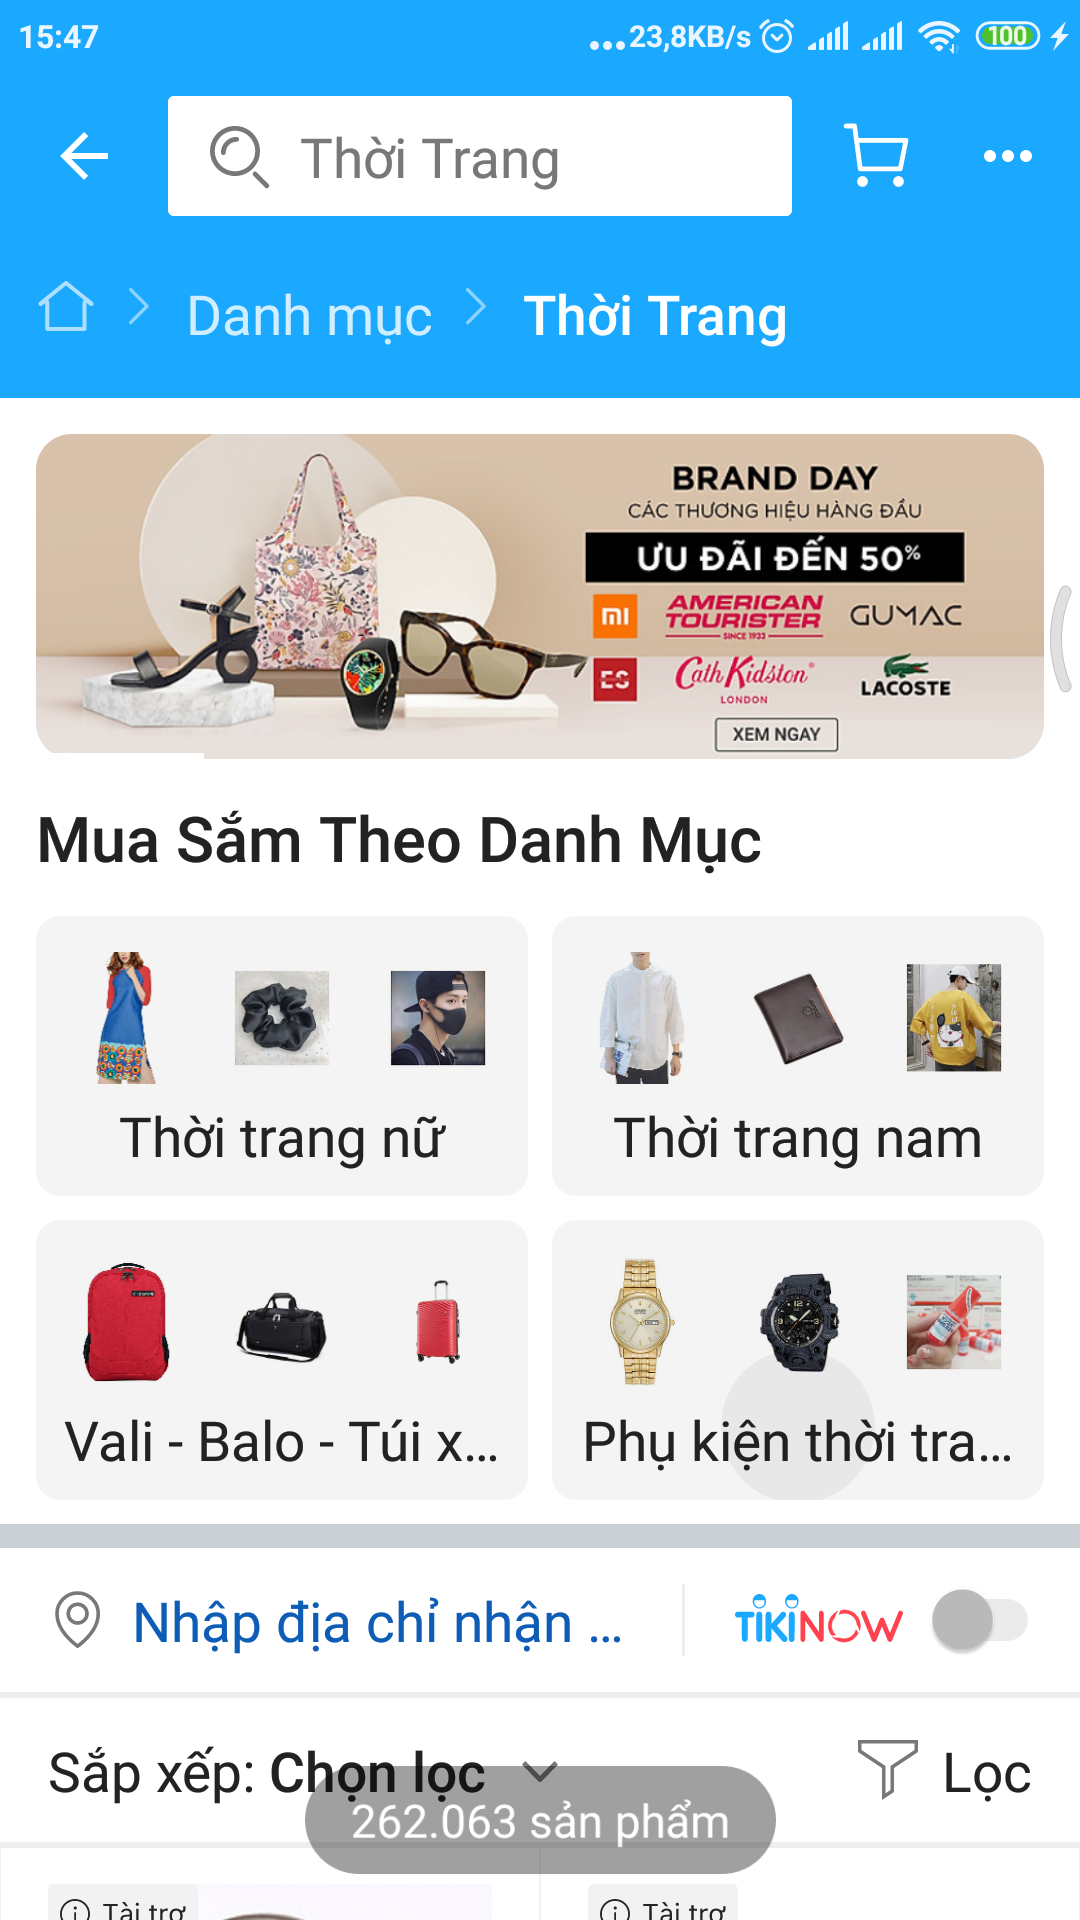 15:47
...23,8KB/s
100
Thời Trang
Danh mục
Thời Trang
BRAND DAY
CÁC THƯƠNG HIỆU HÀNG ĐẦU
ƯU ĐÃI ĐẾN 50%
mi
AMERICAN
TOURISTER
SINCE 1933
GUMAC
ES
Cath Kidston
LONDON
LACOSTE
XEM NGAY
Mua Sắm Theo Danh Mục
Thời trang nữ
Thời trang nam
Vali - Balo - Túi x...
Phụ kiện thời tra...
Nhập địa chỉ nhận ...
TIKINOW
Sắp xếp: Chọn lọc
Lọc
262.063 sản phẩm
Tài trợ
Tài trợ